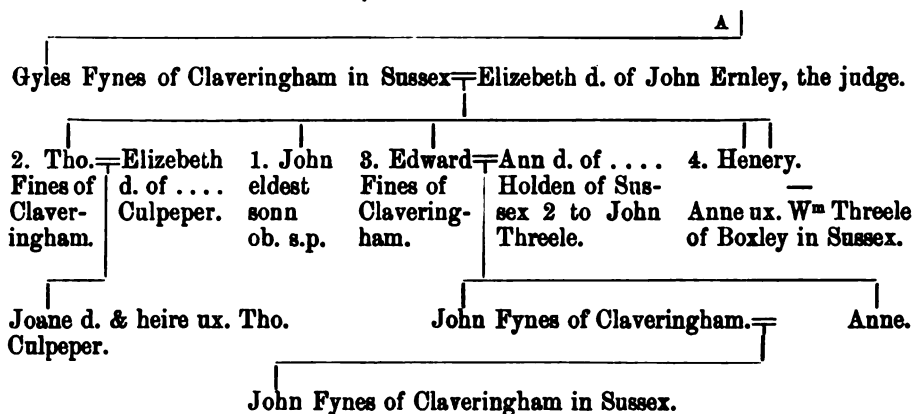 A
Gyles Fynes of Claveringham in Sussex=Elizebeth d. of John Ernley, the judge.
2. Tho.=Elizebeth 1. John 3. Edward=Ann d. of .... 4. Henery.
Fines of d. of .... eldest Fines of Holden of Sus-
Claver- Culpeper. sonn Clavering- sex 2 to John Anne ux. Wm Threele
ingham. ob. s.p. ham. Threele. of Boxley in Sussex.
Joane d. & heire ux. Tho. John Fynes of Claveringham.= Anne.
Culpeper.
John Fynes of Claveringham in Sussex.